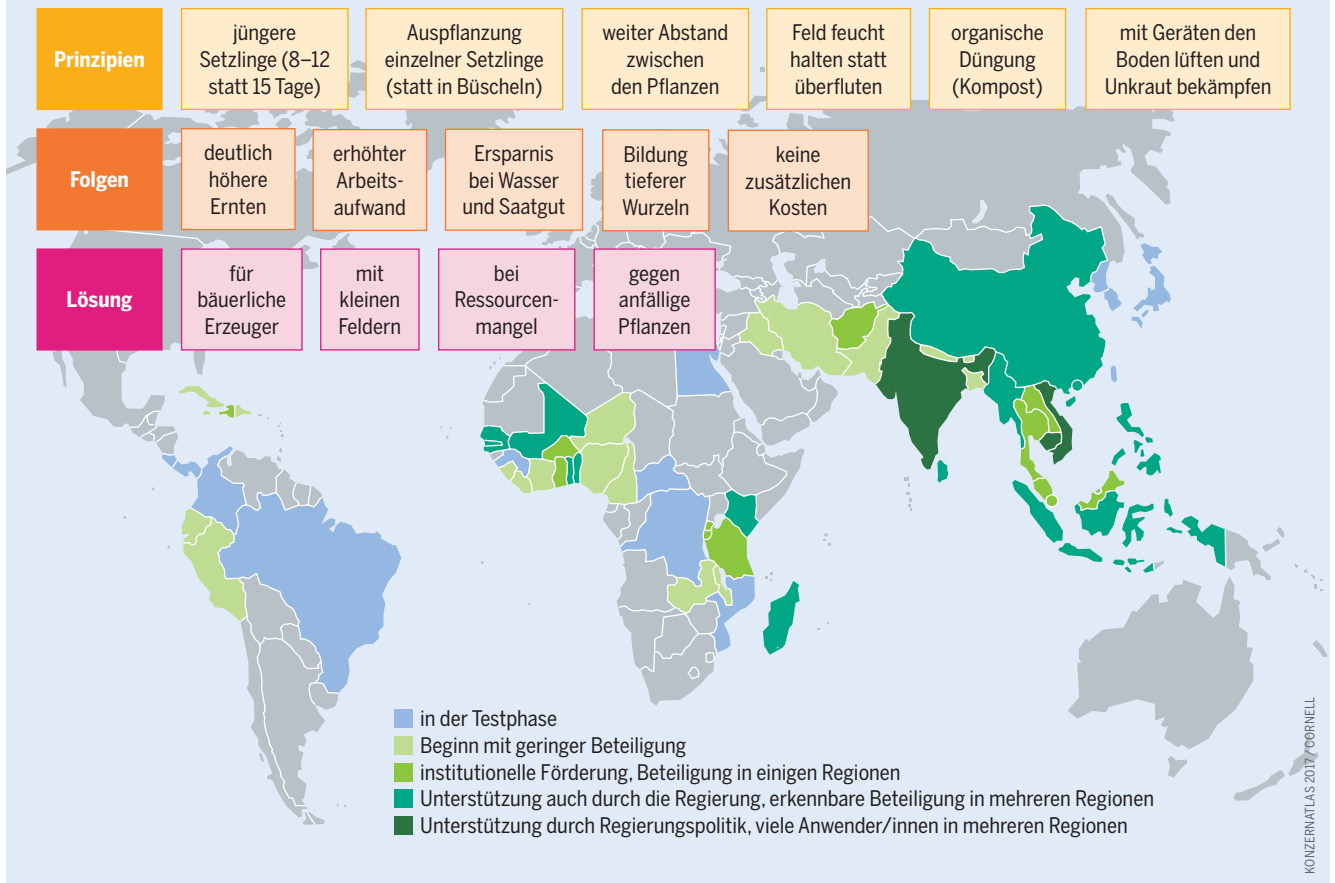 Prinzipien
jüngere
Setzlinge (8–12
statt 15 Tage)
Auspflanzung
einzelner Setzlinge
(statt in Büscheln)
weiter Abstand
zwischen
den Pflanzen
Feld feucht
halten statt
überfluten
organische
Düngung
(Kompost)
mit Geräten den
Boden lüften und
Unkraut bekämpfen
Folgen
deutlich
höhere
Ernten
erhöhter
Arbeits-
aufwand
Ersparnis
bei Wasser
und Saatgut
Bildung
tieferer
Wurzeln
keine
zusätzlichen
Kosten
Lösung
für
bäuerliche
Erzeuger
mit
kleinen
Feldern
bei
Ressourcen-
mangel
gegen
anfällige
Pflanzen
in der Testphase
Beginn mit geringer Beteiligung
institutionelle Förderung, Beteiligung in einigen Regionen
Unterstützung auch durch die Regierung, erkennbare Beteiligung in mehreren Regionen
Unterstützung durch Regierungspolitik, viele Anwender/innen in mehreren Regionen
KONZERNATLAS 2017/CORNELL